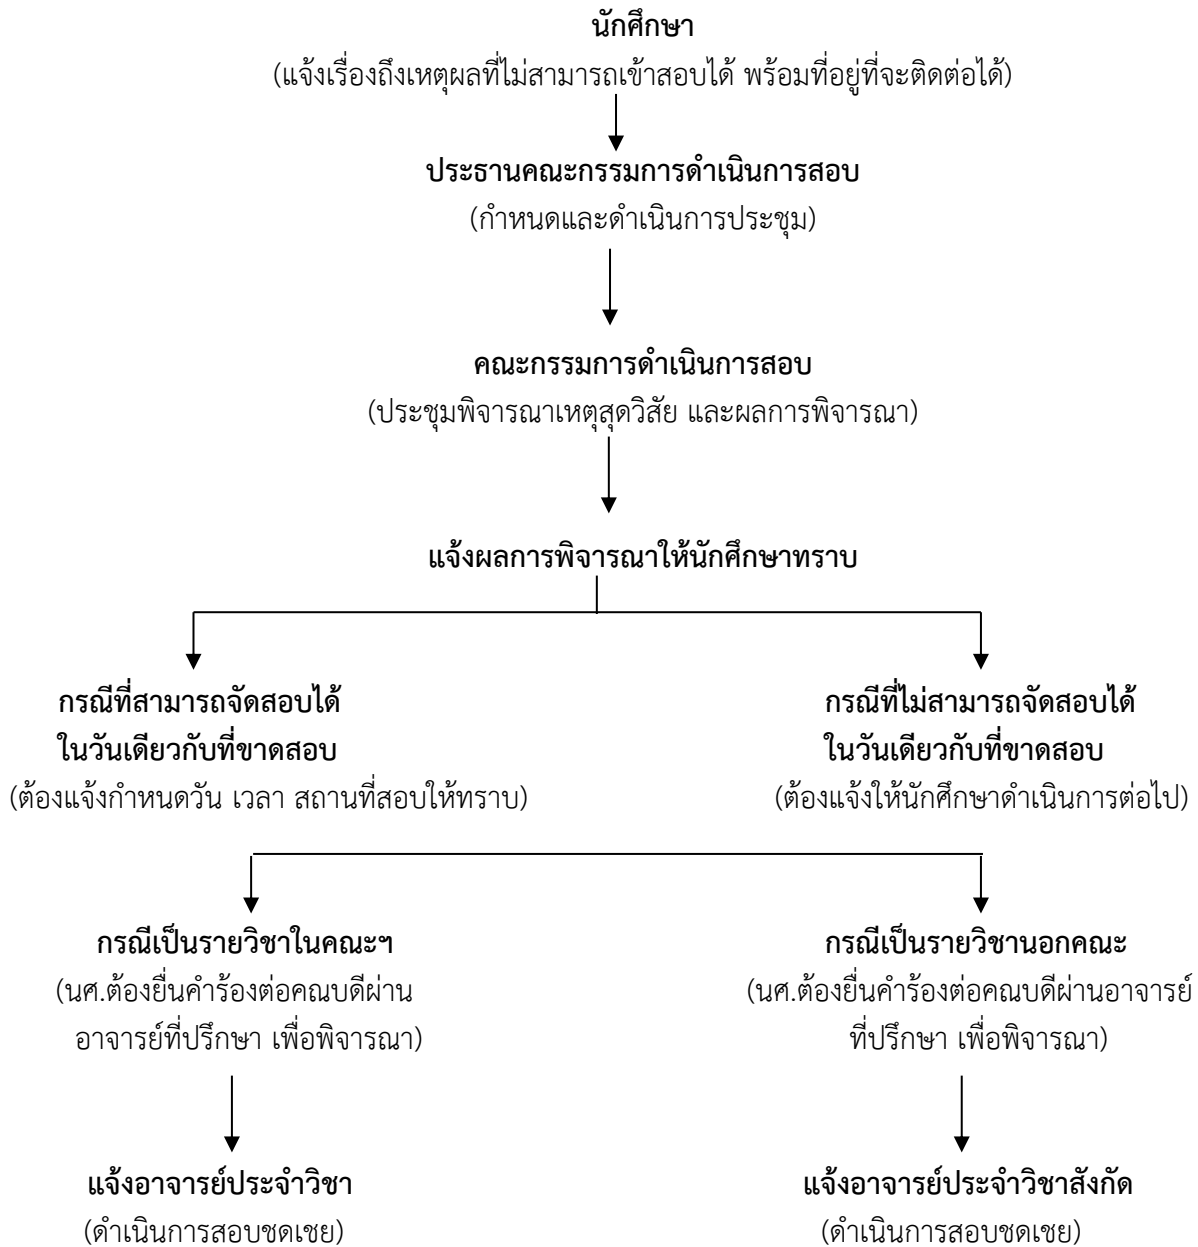 นักศึกษา
(แจ้งเรื่องถึงเหตุผลที่ไม่สามารถเข้าสอบได้ พร้อมที่อยู่ที่จะติดต่อได้)
ประธานคณะกรรมการดำเนินการสอบ
(กำหนดและดำเนินการประชุม)
คณะกรรมการดำเนินการสอบ
(ประชุมพิจารณาเหตุสุดวิสัย และผลการพิจารณา)
แจ้งผลการพิจารณาให้นักศึกษาทราบ
กรณีที่สามารถจัดสอบได้
ในวันเดียวกับที่ขาดสอบ
(ต้องแจ้งกำหนดวัน เวลา สถานที่สอบให้ทราบ)
กรณีที่ไม่สามารถจัดสอบได้
ในวันเดียวกับที่ขาดสอบ
(ต้องแจ้งให้นักศึกษาดำเนินการต่อไป)
กรณีเป็นรายวิชาในคณะฯ
(นศ.ต้องยื่นคำร้องต่อคณบดีผ่าน
อาจารย์ที่ปรึกษา เพื่อพิจารณา)
กรณีเป็นรายวิชานอกคณะ
(นศ.ต้องยื่นคำร้องต่อคณบดีผ่านอาจารย์
ที่ปรึกษา เพื่อพิจารณา)
แจ้งอาจารย์ประจำวิชา
(ดำเนินการสอบชดเชย)
แจ้งอาจารย์ประจำวิชาสังกัด
(ดำเนินการสอบชดเชย)